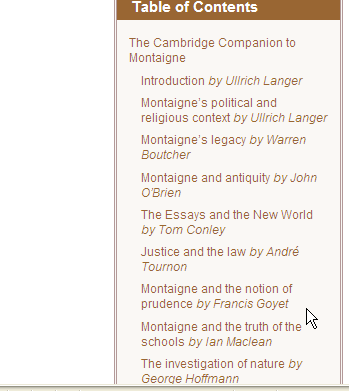 Table of Contents
The Cambridge Companion to
Montaigne
Introduction by Ullrich Langer
Montaigne's political and
religious context by Ullrich Langer
Montaigne's legacy by Warren
Boutcher
Montaigne and antiquity by John
O'Brien
The Essays and the New World
by Tom Conley
Justice and the law by André
Tournon
Montaigne and the notion of
prudence by Francis Goyet
Montaigne and the truth of the
schools by Ian Maclean
The investigation of nature by
George Hoffmann